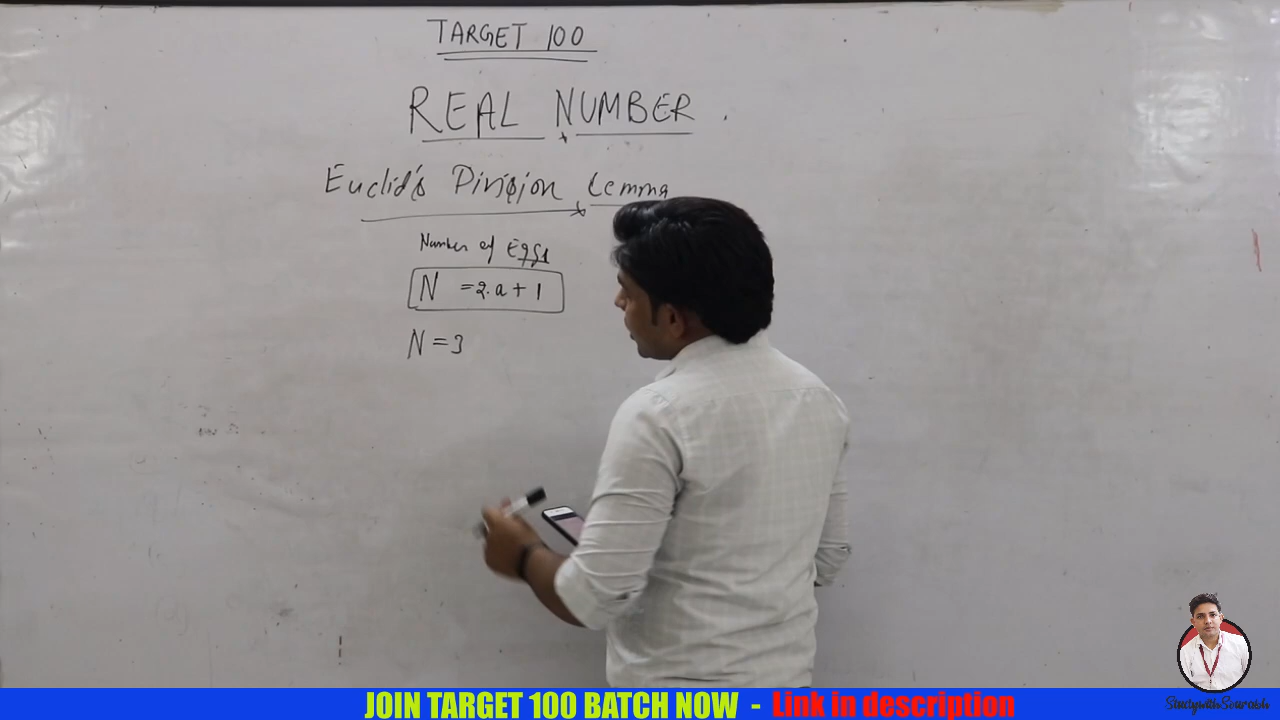 TARGET 100
REAL NUMBER.
Euclid's Division Lemma
Number of Eggs
N = 2.a + 1
N = 3
JOIN TARGET 100 BATCH NOW - Link in description
StudywithSourabh